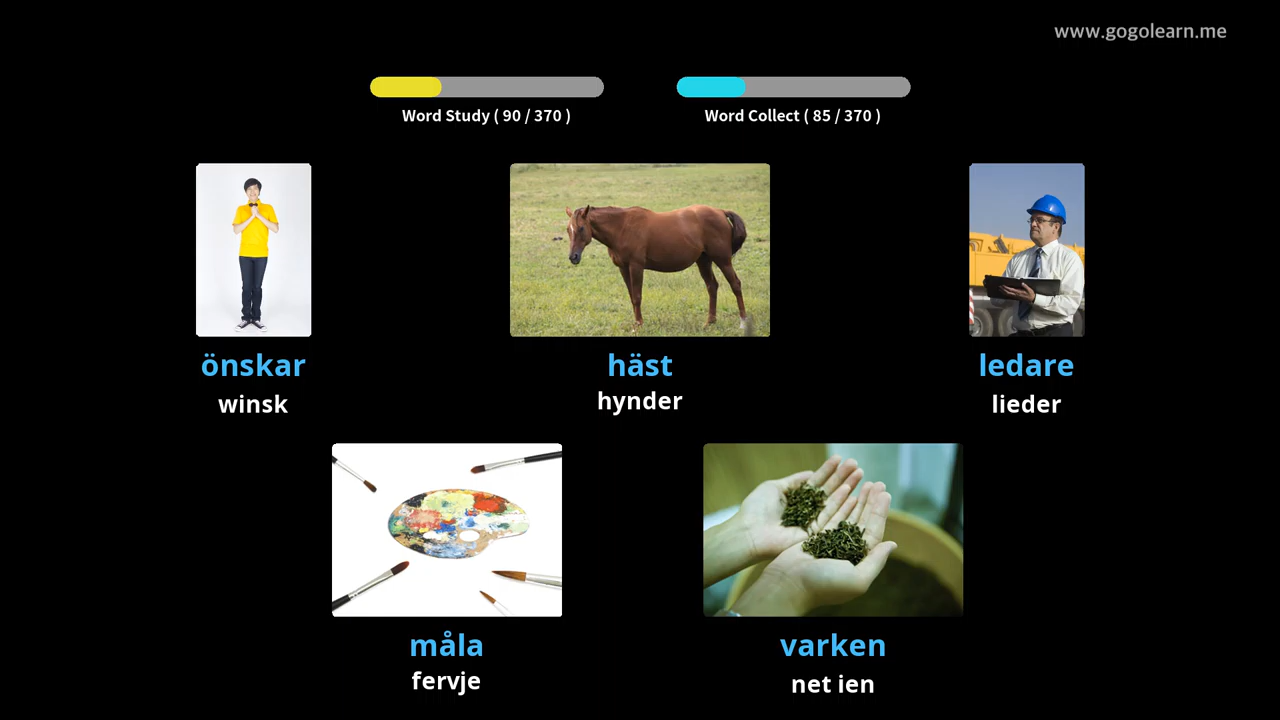 www.gogolearn.me
Word Study ( 90 / 370 )
Word Collect ( 85 / 370 )
önskar
winsk
häst
hynder
ledare
lieder
måla
fervje
varken
net ien